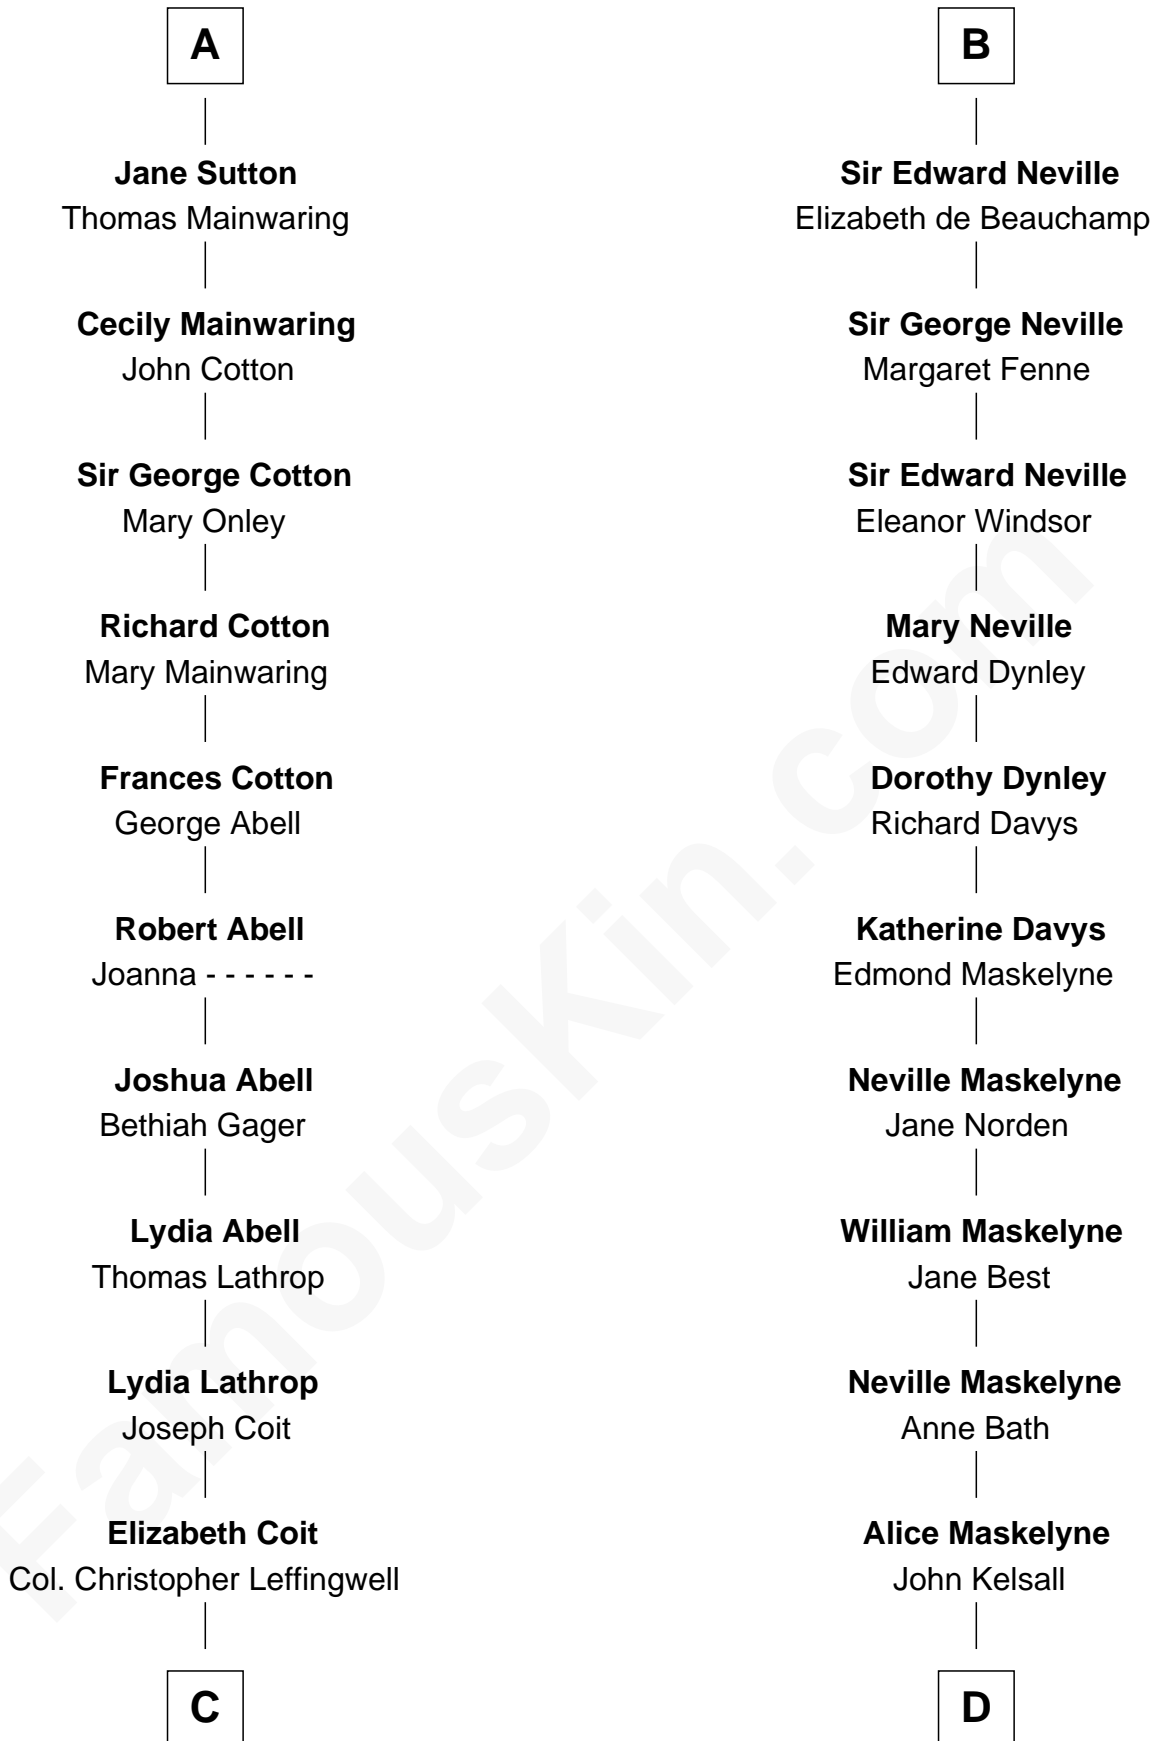 A
Jane Sutton
Thomas Mainwaring
Cecily Mainwaring
John Cotton
Sir George Cotton
Mary Onley
Richard Cotton
Mary Mainwaring
Frances Cotton
George Abell
Robert Abell
Joanna - - - - - -
Joshua Abell
Bethiah Gager
Lydia Abell
Thomas Lathrop
Lydia Lathrop
Joseph Coit
Elizabeth Coit
Col. Christopher Leffingwell
C
B
Sir Edward Neville
Elizabeth de Beauchamp
Sir George Neville
Margaret Fenne
Sir Edward Neville
Eleanor Windsor
Mary Neville
Edward Dynley
Dorothy Dynley
Richard Davys
Katherine Davys
Edmond Maskelyne
Neville Maskelyne
Jane Norden
William Maskelyne
Jane Best
Neville Maskelyne
Anne Bath
Alice Maskelyne
John Kelsall
D
FamousKin.com